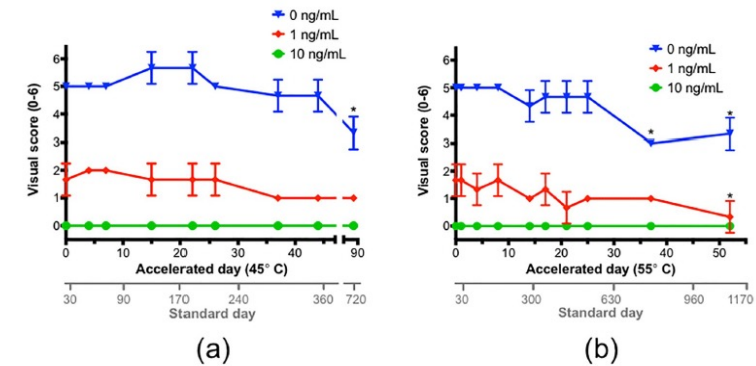 0 ng/mL
1 ng/mL
10 ng/mL
Visual score (0-6)
6
5
4
3
2
1
0
*
0 10 20 30 40 90
Accelerated day (45° C)
30 90 170 240 360 720
Standard day
(a)
0 ng/mL
1 ng/mL
10 ng/mL
Visual score (0-6)
6
5
4
3
2
1
0
* *
*
0 10 20 30 40 50
Accelerated day (55° C)
30 300 630 960 1170
Standard day
(b)